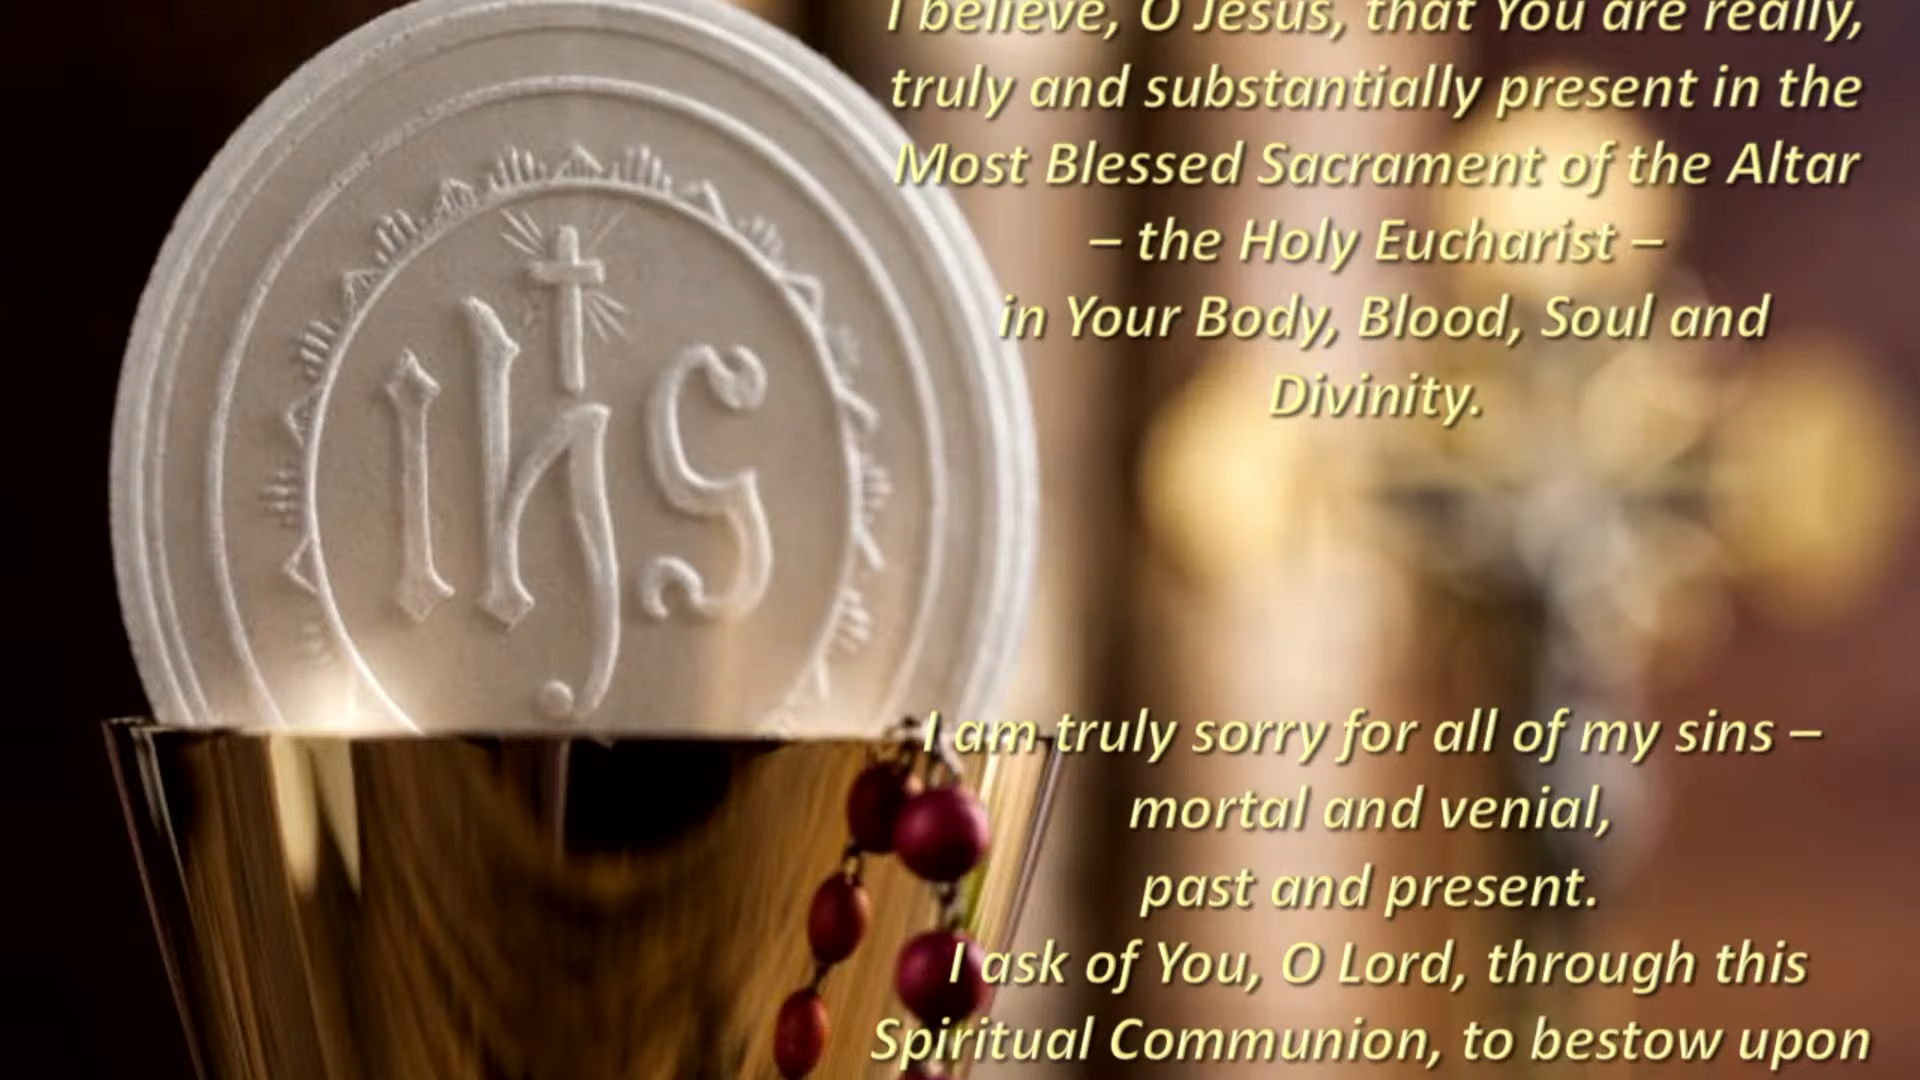 ihs
I believe, O Jesus, that You are really,
truly and substantially present in the
Most Blessed Sacrament of the Altar
– the Holy Eucharist –
in Your Body, Blood, Soul and
Divinity.
I am truly sorry for all of my sins –
mortal and venial,
past and present.
I ask of You, O Lord, through this
Spiritual Communion, to bestow upon